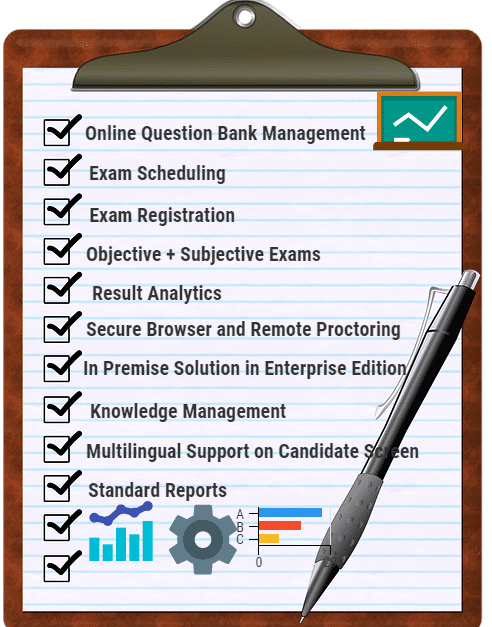 Online Question Bank Management
Exam Scheduling
Exam Registration
Objective + Subjective Exams
Result Analytics
Secure Browser and Remote Proctoring
In Premise Solution in Enterprise Edition
Knowledge Management
Multilingual Support on Candidate Screen
Standard Reports
A
B
C
0